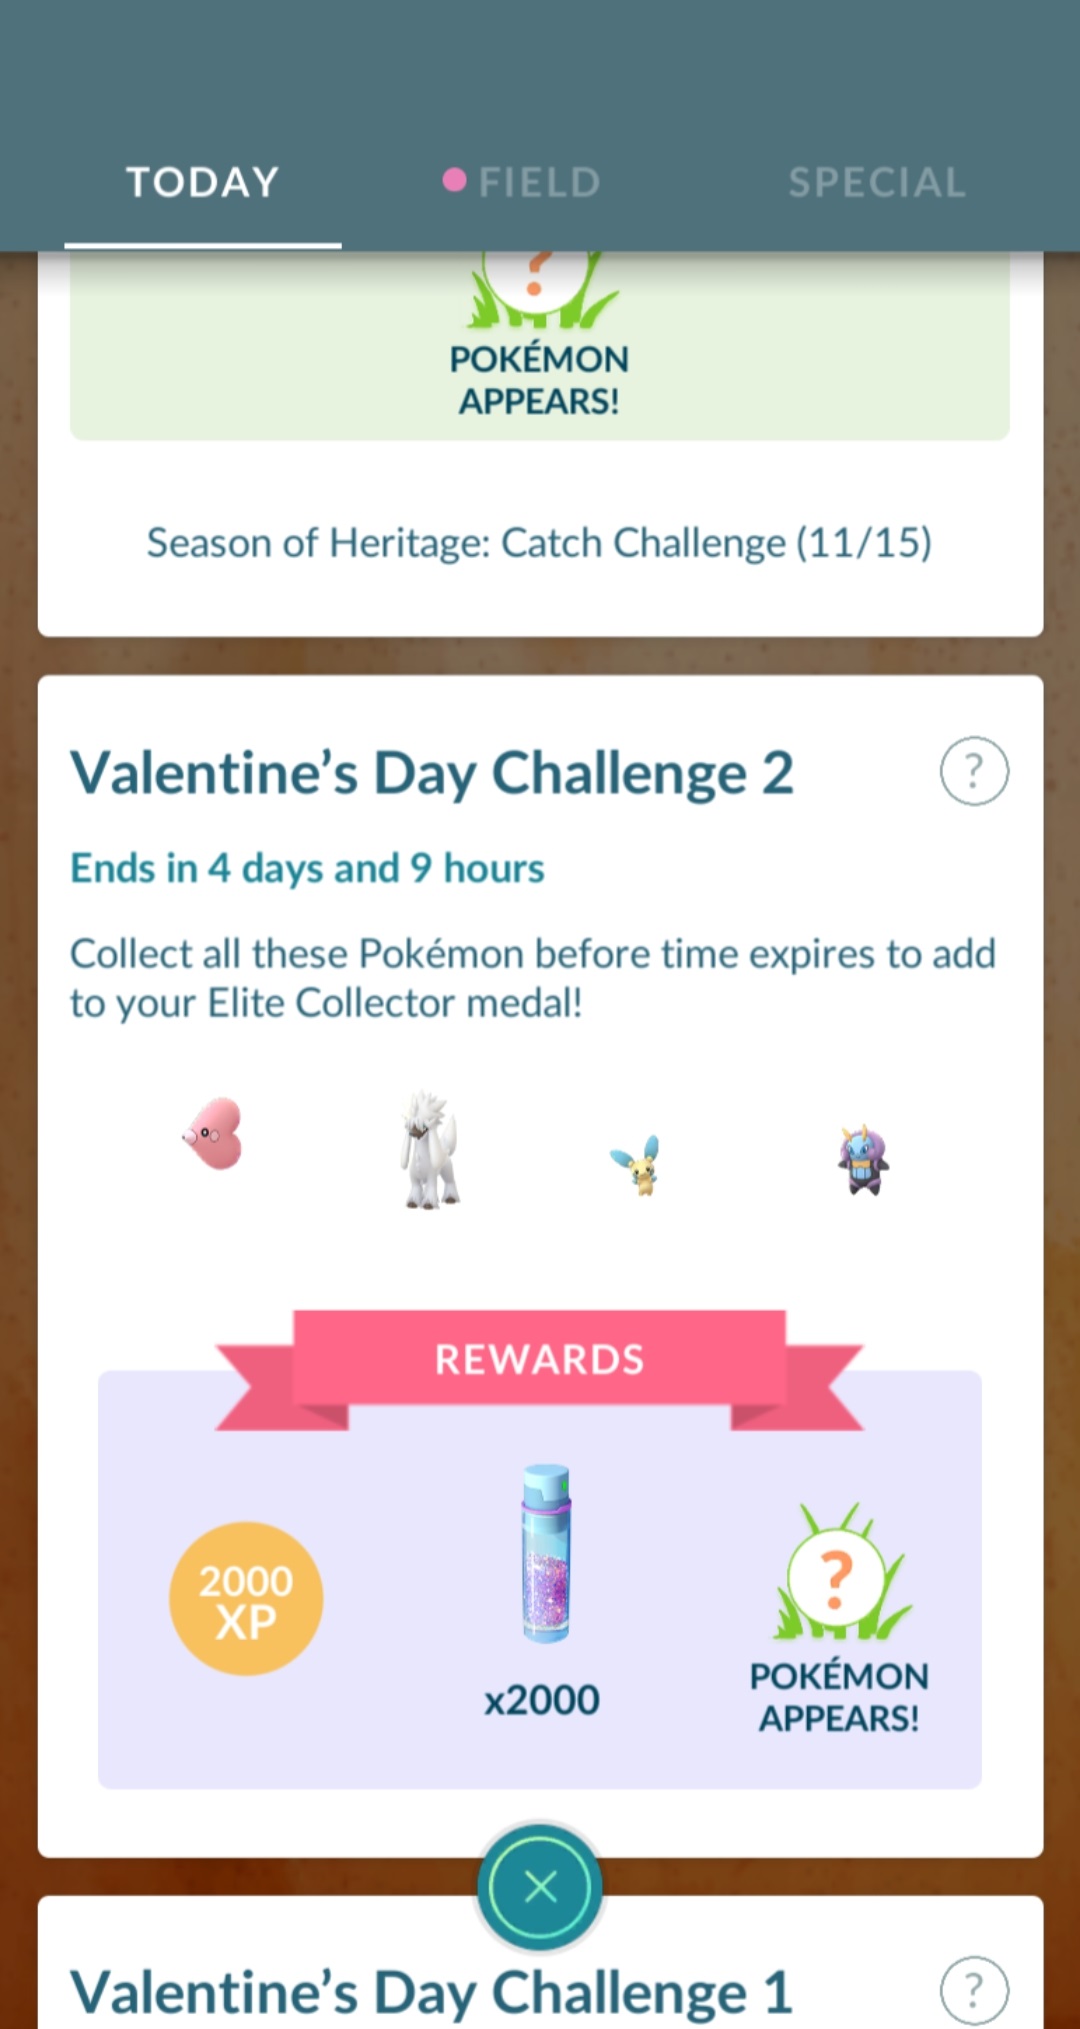 TODAY
FIELD
SPECIAL
?
POKÉMON
APPEARS!
Season of Heritage: Catch Challenge (11/15)
Valentine’s Day Challenge 2
?
Ends in 4 days and 9 hours
Collect all these Pokémon before time expires to add
to your Elite Collector medal!
REWARDS
2000
XP
x2000
?
POKÉMON
APPEARS!
Valentine’s Day Challenge 1
?